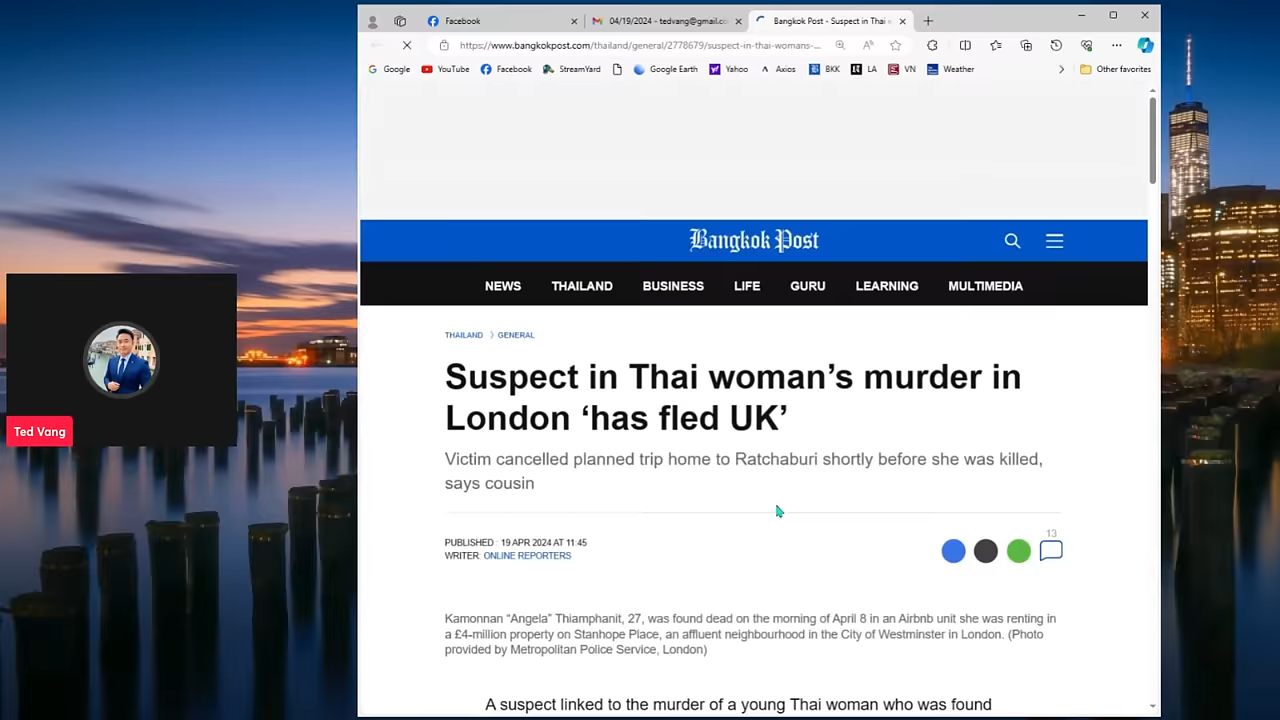 Facebook
04/19/2024 - tedvang@gmail.co
Bangkok Post - Suspect in Thai
https://www.bangkokpost.com/thailand/general/2778679/suspect-in-thai-womans-...
Google YouTube Facebook StreamYard Google Earth Yahoo Axios BKK LA VN Weather Other favorites
Bangkok Post
NEWS THAILAND BUSINESS LIFE GURU LEARNING MULTIMEDIA
THAILAND GENERAL
Suspect in Thai woman’s murder in
London ‘has fled UK’
Victim cancelled planned trip home to Ratchaburi shortly before she was killed,
says cousin
PUBLISHED : 19 APR 2024 AT 11:45
WRITER: ONLINE REPORTERS
13
Kamonnan “Angela” Thiamphanit, 27, was found dead on the morning of April 8 in an Airbnb unit she was renting in
a £4-million property on Stanhope Place, an affluent neighbourhood in the City of Westminster in London. (Photo
provided by Metropolitan Police Service, London)
A suspect linked to the murder of a young Thai woman who was found
Ted Vang